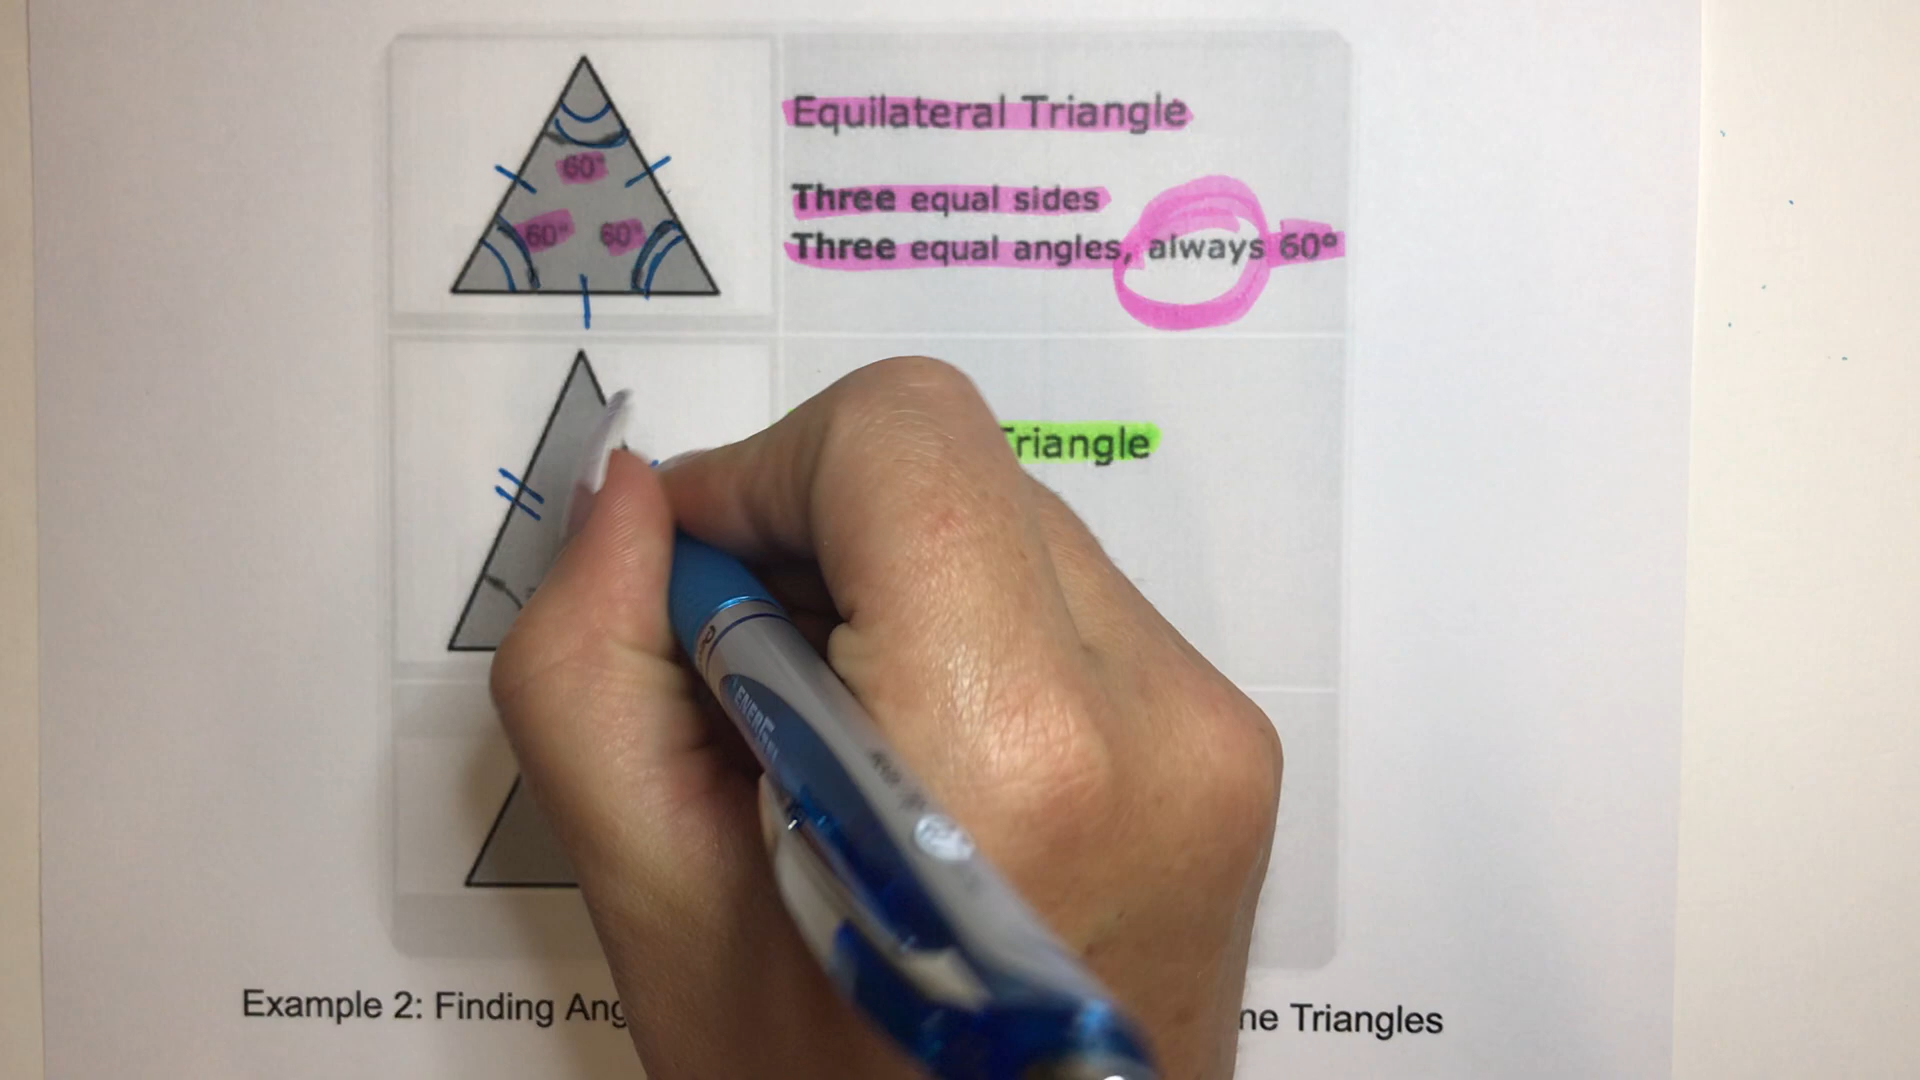 60°
60° 60°
Equilateral Triangle
Three equal sides
Three equal angles, always 60°
Triangle
ENERGEL
Example 2: Finding Ang
ne Triangles